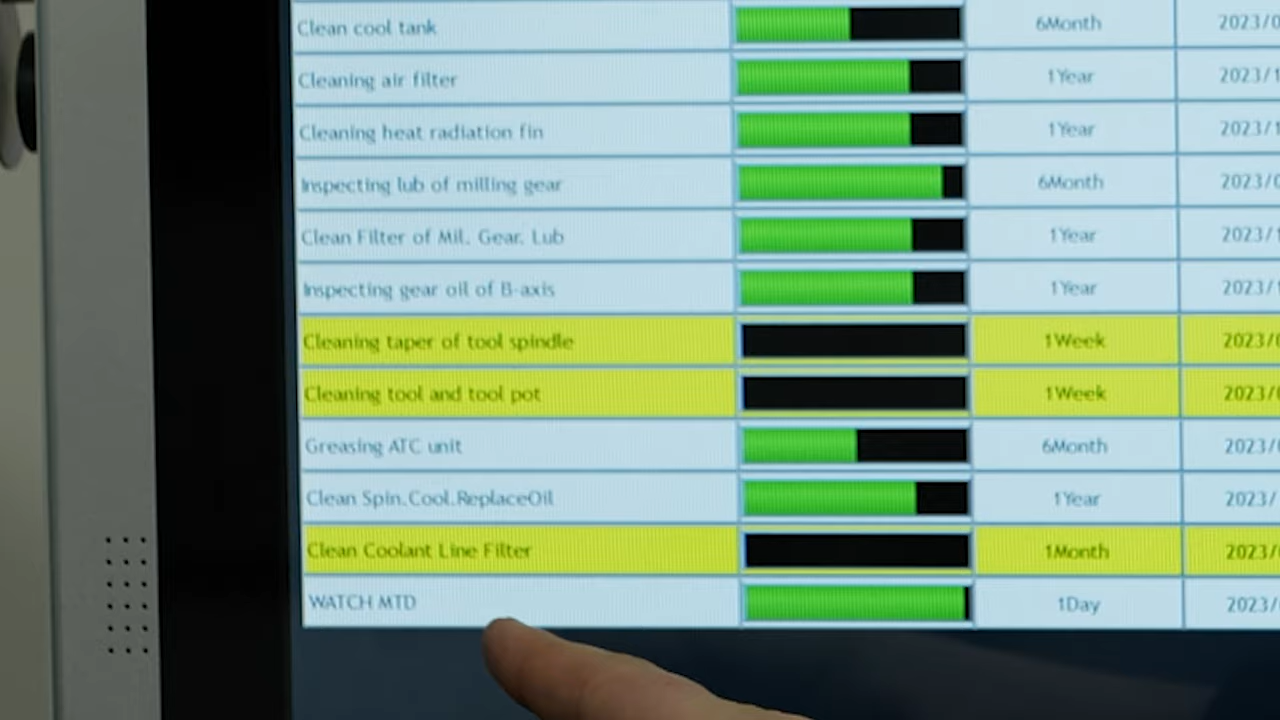 Clean cool tank 6Month 2023/0
Cleaning air filter 1Year 2023/1
Cleaning heat radiation fin 1Year 2023/1
Inspecting lub of milling gear 6Month 2023/0
Clean Filter of Mil. Gear. Lub 1Year 2023/1
Inspecting gear oil of B-axis 1Year 2023/1
Cleaning taper of tool spindle 1Week 2023/0
Cleaning tool and tool pot 1Week 2023/0
Greasing ATC unit 6Month 2023/0
Clean Spin.Cool.ReplaceOil 1Year 2023/
Clean Coolant Line Filter 1Month 2023/0
WATCH MTD 1Day 2023/